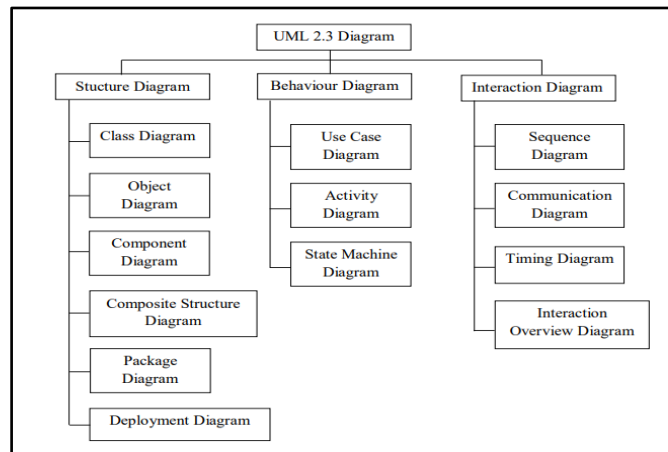 UML 2.3 Diagram
Stucture Diagram
Behaviour Diagram
Interaction Diagram
Class Diagram
Object
Diagram
Component
Diagram
Composite Structure
Diagram
Package
Diagram
Deployment Diagram
Use Case
Diagram
Activity
Diagram
State Machine
Diagram
Sequence
Diagram
Communication
Diagram
Timing Diagram
Interaction
Overview Diagram